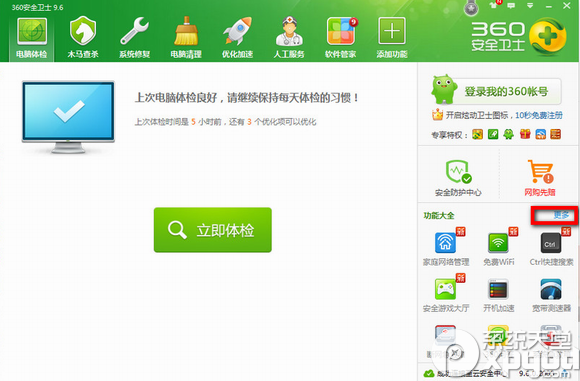 360安全卫士 9.6
电脑体检
木马查杀
系统修复
电脑清理
优化加速
人工服务
9
软件管家
添加功能
360
安全卫士
上次电脑体检良好，请继续保持每天体检的习惯！
上次体检时间是 5 小时前，还有 3 个优化项可以优化
立即体检
登录我的360帐号
开启炫动卫士图标，10秒免费注册
专享特权：
安全防护中心
网购先赔
功能大全
更多
家庭网络管理
免费WiFi
Ctrl
Ctrl快捷搜索
安全游戏大厅
开机加速
宽带测速器
系统天堂